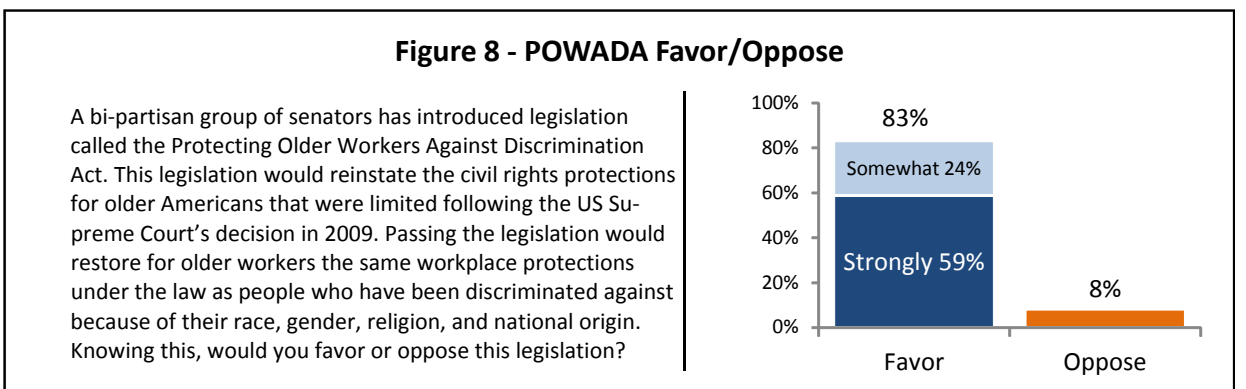 Figure 8 - POWADA Favor/Oppose
A bi-partisan group of senators has introduced legislation
called the Protecting Older Workers Against Discrimination
Act. This legislation would reinstate the civil rights protections
for older Americans that were limited following the US Su-
preme Court’s decision in 2009. Passing the legislation would
restore for older workers the same workplace protections
under the law as people who have been discriminated against
because of their race, gender, religion, and national origin.
Knowing this, would you favor or oppose this legislation?
100%
80%
60%
40%
20%
0%
83%
Somewhat 24%
Strongly 59%
8%
Favor
Oppose